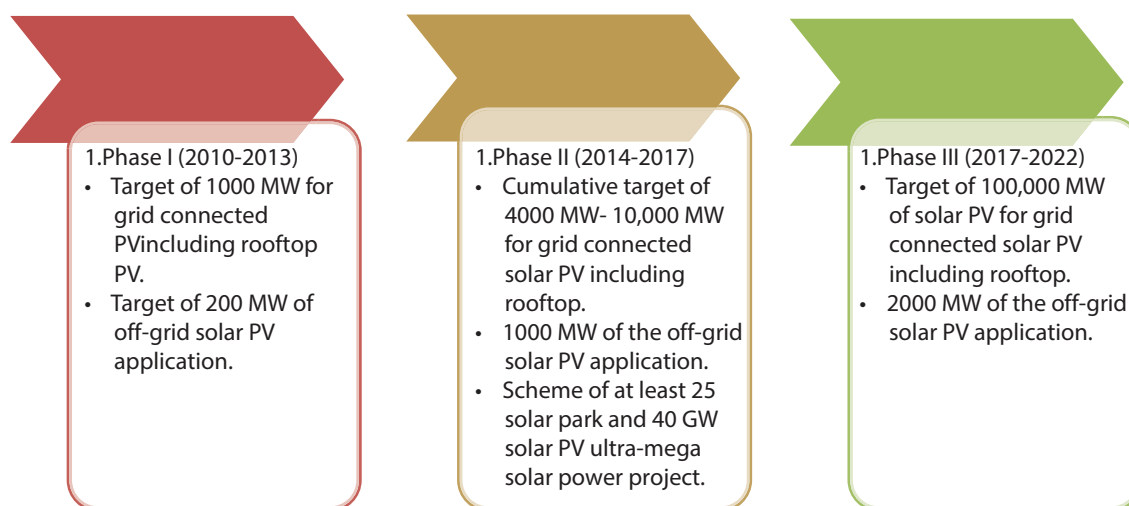 1.Phase I (2010-2013)
• Target of 1000 MW for
grid connected
PVincluding rooftop
PV.
• Target of 200 MW of
off-grid solar PV
application.
1.Phase II (2014-2017)
• Cumulative target of
4000 MW- 10,000 MW
for grid connected
solar PV including
rooftop.
• 1000 MW of the off-grid
solar PV application.
• Scheme of at least 25
solar park and 40 GW
solar PV ultra-mega
solar power project.
1.Phase III (2017-2022)
• Target of 100,000 MW
of solar PV for grid
connected solar PV
including rooftop.
• 2000 MW of the off-grid
solar PV application.